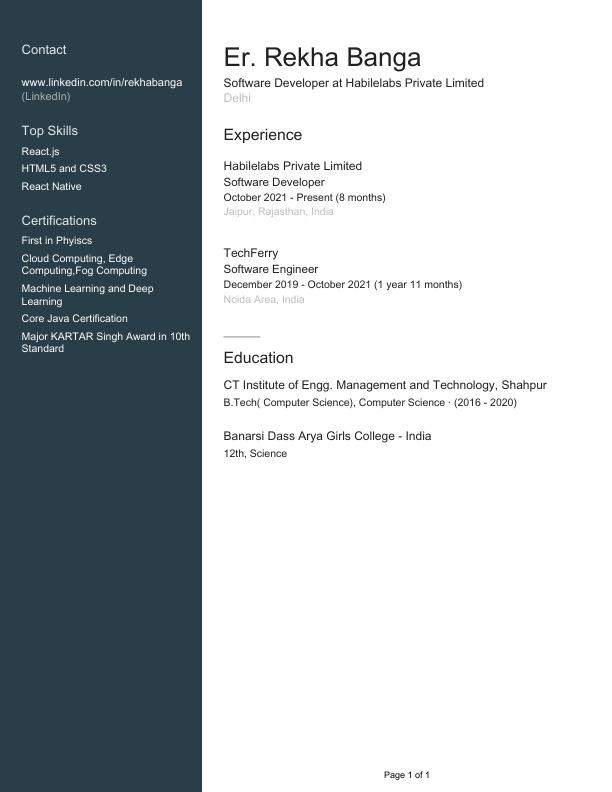 Contact
www.linkedin.com/in/rekhabanga
(LinkedIn)
Top Skills
React.js
HTML5 and CSS3
React Native
Certifications
First in Phyiscs
Cloud Computing, Edge
Computing,Fog Computing
Machine Learning and Deep
Learning
Core Java Certification
Major KARTAR Singh Award in 10th
Standard
Er. Rekha Banga
Software Developer at Habilelabs Private Limited
Delhi
Experience
Habilelabs Private Limited
Software Developer
October 2021 - Present (8 months)
Jaipur, Rajasthan, India
TechFerry
Software Engineer
December 2019 - October 2021 (1 year 11 months)
Noida Area, India
Education
CT Institute of Engg. Management and Technology, Shahpur
B.Tech( Computer Science), Computer Science · (2016 - 2020)
Banarsi Dass Arya Girls College - India
12th, Science
Page 1 of 1